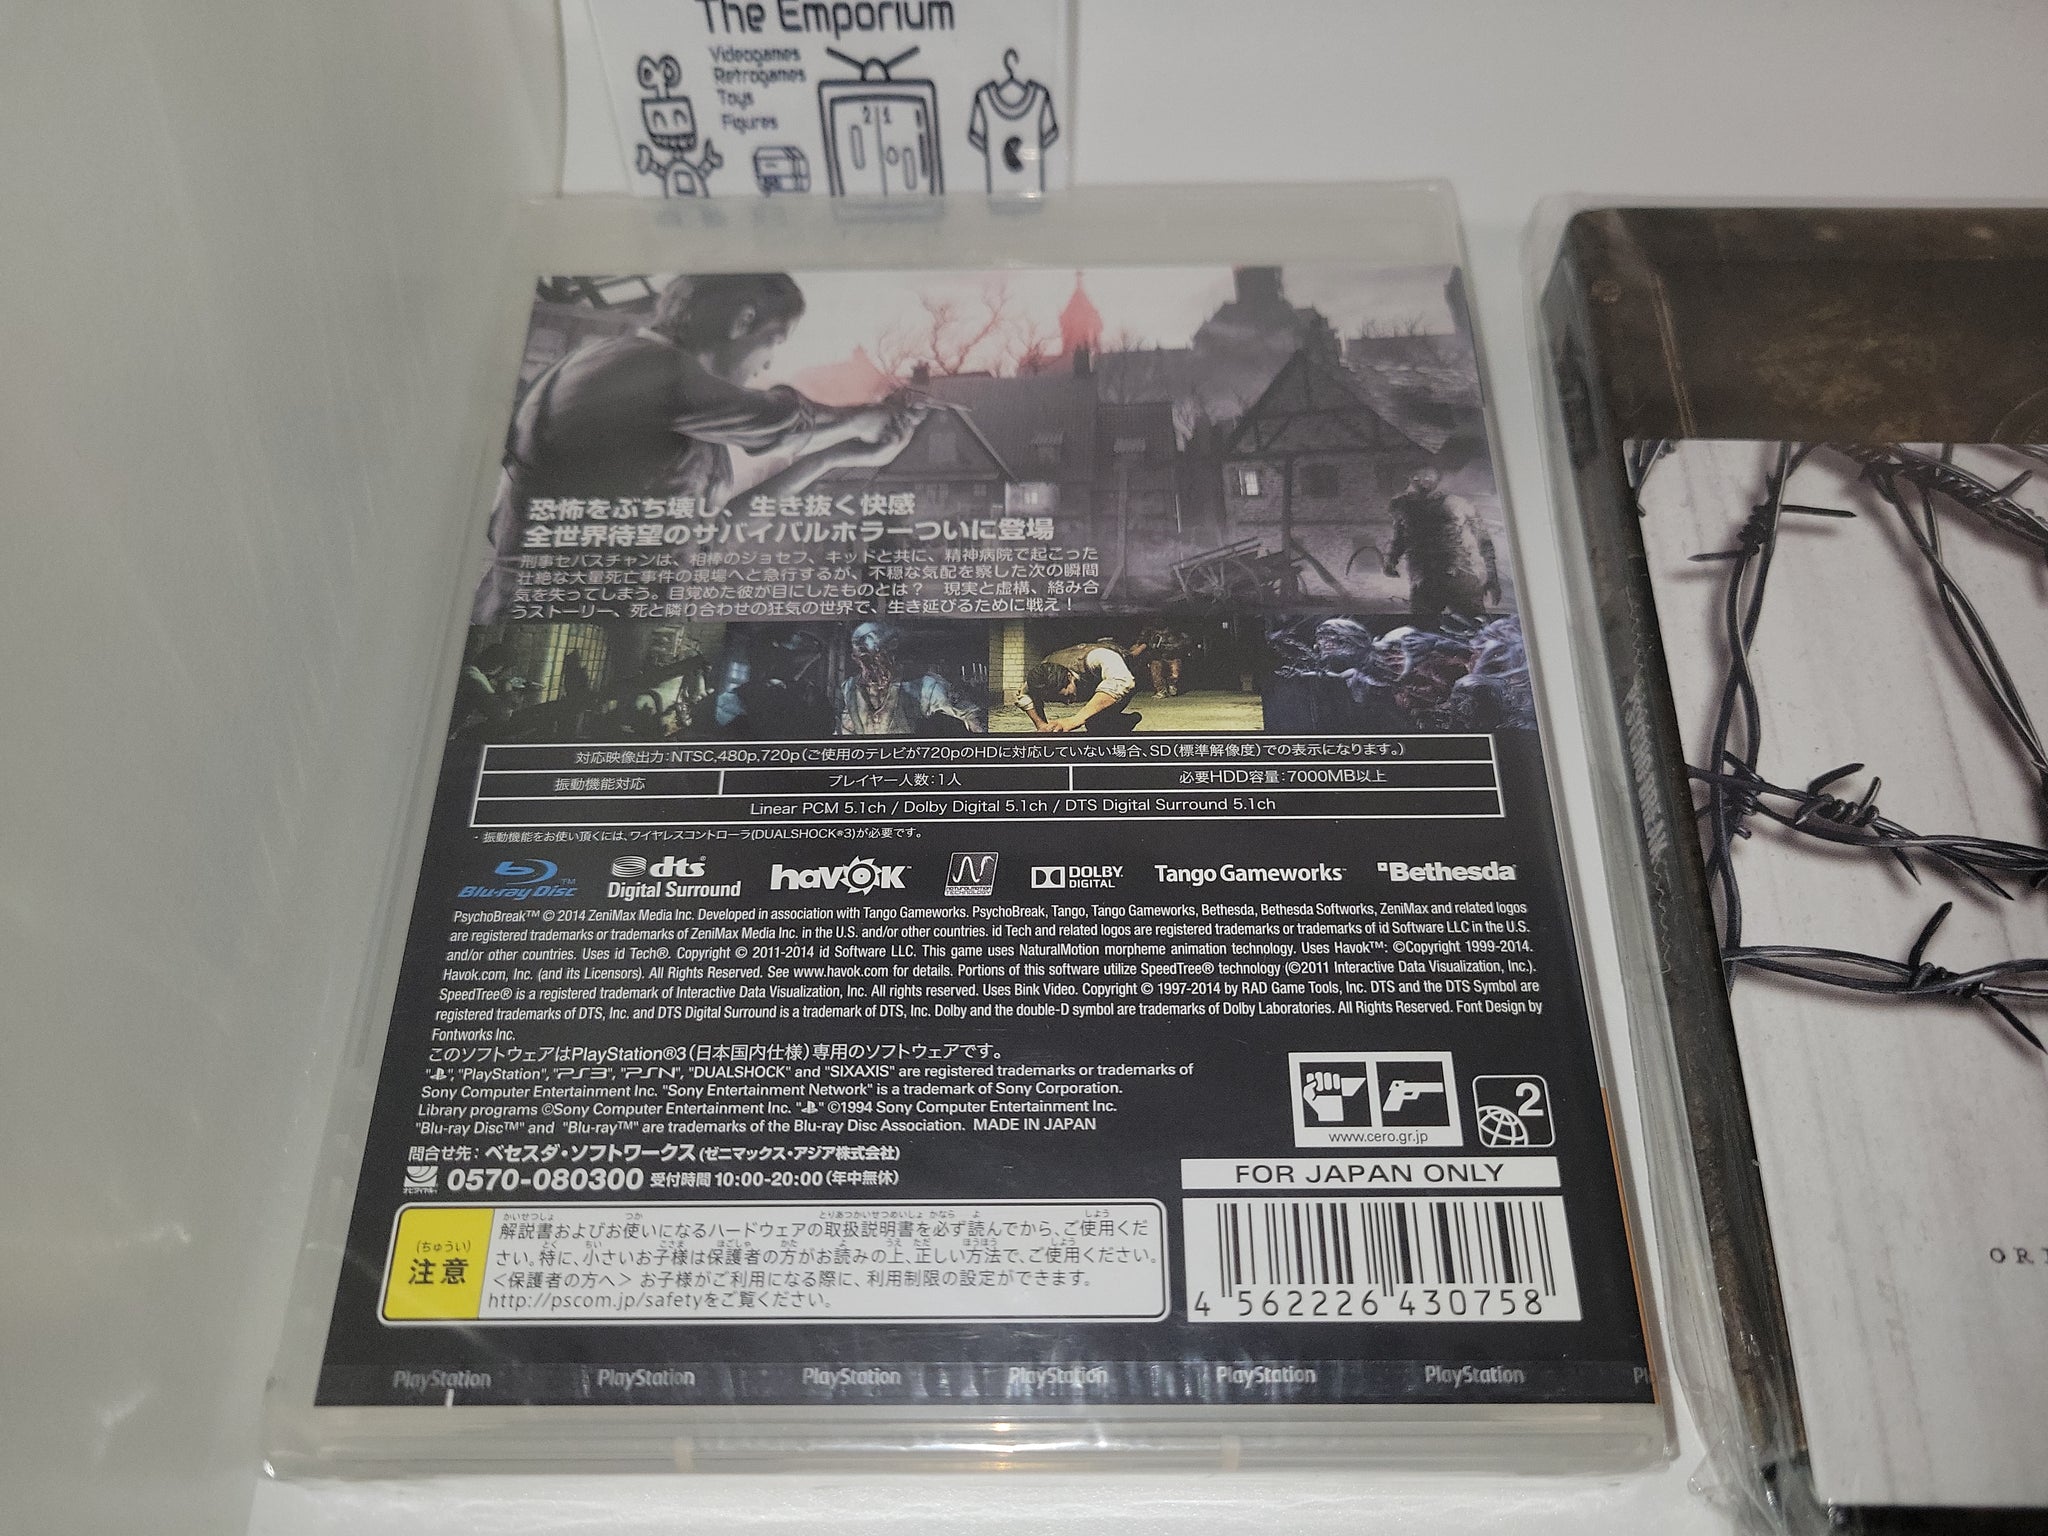 The Emporium
Videogames
Retrogames
Toys
Figures
21
恐怖をぶち壊し、生き抜く快感
全世界待望のサバイバルホラーついに登場
刑事セバスチャンは、相棒のジョセフ、キッドと共に、精神病院で起こった
壮絶な大量死亡事件の現場へと急行するが、不穏な気配を察した次の瞬間
気を失ってしまう。目覚めた彼が目にしたものとは？ 現実と虚構、絡み合
うストーリー、死と隣り合わせの狂気の世界で、生き延びるために戦え！
対応映像出力：NTSC,480p,720p（ご使用のテレビが720pのHDに対応していない場合、SD（標準解像度）での表示になります。）
振動機能対応 プレイヤー人数：1人 必要HDD容量：7000MB以上
Linear PCM 5.1ch / Dolby Digital 5.1ch / DTS Digital Surround 5.1ch
・振動機能をお使い頂くには、ワイヤレスコントローラ(DUALSHOCK®3)が必要です。
Blu-ray Disc™ dts Digital Surround havok™ NATURALMOTION TECHNOLOGY DOLBY DIGITAL Tango Gameworks™ Bethesda®
PsychoBreak™ © 2014 ZeniMax Media Inc. Developed in association with Tango Gameworks. PsychoBreak, Tango, Tango Gameworks, Bethesda, Bethesda Softworks, ZeniMax and related logos
are registered trademarks or trademarks of ZeniMax Media Inc. in the U.S. and/or other countries. id Tech and related logos are registered trademarks or trademarks of id Software LLC in the U.S.
and/or other countries. Uses id Tech®. Copyright © 2011-2014 id Software LLC. This game uses NaturalMotion morpheme animation technology. Uses Havok™: ©Copyright 1999-2014.
Havok.com, Inc. (and its Licensors). All Rights Reserved. See www.havok.com for details. Portions of this software utilize SpeedTree® technology (©2011 Interactive Data Visualization, Inc.).
SpeedTree® is a registered trademark of Interactive Data Visualization, Inc. All rights reserved. Uses Bink Video. Copyright © 1997-2014 by RAD Game Tools, Inc. DTS and the DTS Symbol are
registered trademarks of DTS, Inc. and DTS Digital Surround is a trademark of DTS, Inc. Dolby and the double-D symbol are trademarks of Dolby Laboratories. All Rights Reserved. Font Design by
Fontworks Inc.
このソフトウェアはPlayStation®3（日本国内仕様）専用のソフトウェアです。
" ", "PlayStation", "PS3", "PSN", "DUALSHOCK" and "SIXAXIS" are registered trademarks or trademarks of
Sony Computer Entertainment Inc. "Sony Entertainment Network" is a trademark of Sony Corporation.
Library programs ©Sony Computer Entertainment Inc. " " ©1994 Sony Computer Entertainment Inc.
"Blu-ray Disc™" and "Blu-ray™" are trademarks of the Blu-ray Disc Association. MADE IN JAPAN
問合せ先：ベセスダ・ソフトワークス（ゼニマックス・アジア株式会社）
ナビダイヤル 0570-080300 受付時間 10:00-20:00（年中無休）
www.cero.gr.jp
2
FOR JAPAN ONLY
4 562226 430758
（ちゅうい）
注意
解説書およびお使いになるハードウェアの取扱説明書を必ず読んでから、ご使用くだ
さい。特に、小さいお子様は保護者の方がお読みの上、正しい方法で、ご使用ください。
＜保護者の方へ＞ お子様がご利用になる際に、利用制限の設定ができます。
http://pscom.jp/safetyをご覧ください。
PlayStation PlayStation PlayStation PlayStation PlayStation PlayStation Pl
PSYCHOBREAK
ORI